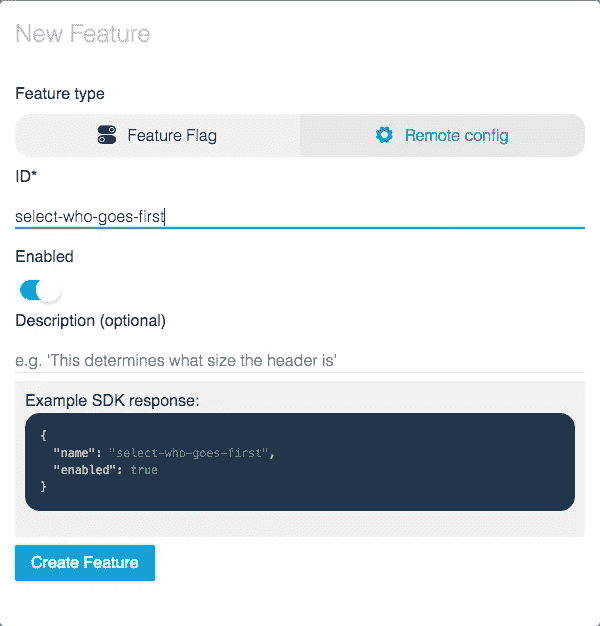 New Feature
Feature type
Feature Flag
Remote config
ID*
select-who-goes-first
Enabled
Description (optional)
e.g. 'This determines what size the header is'
Example SDK response:
{
"name": "select-who-goes-first",
"enabled": true
}
Create Feature